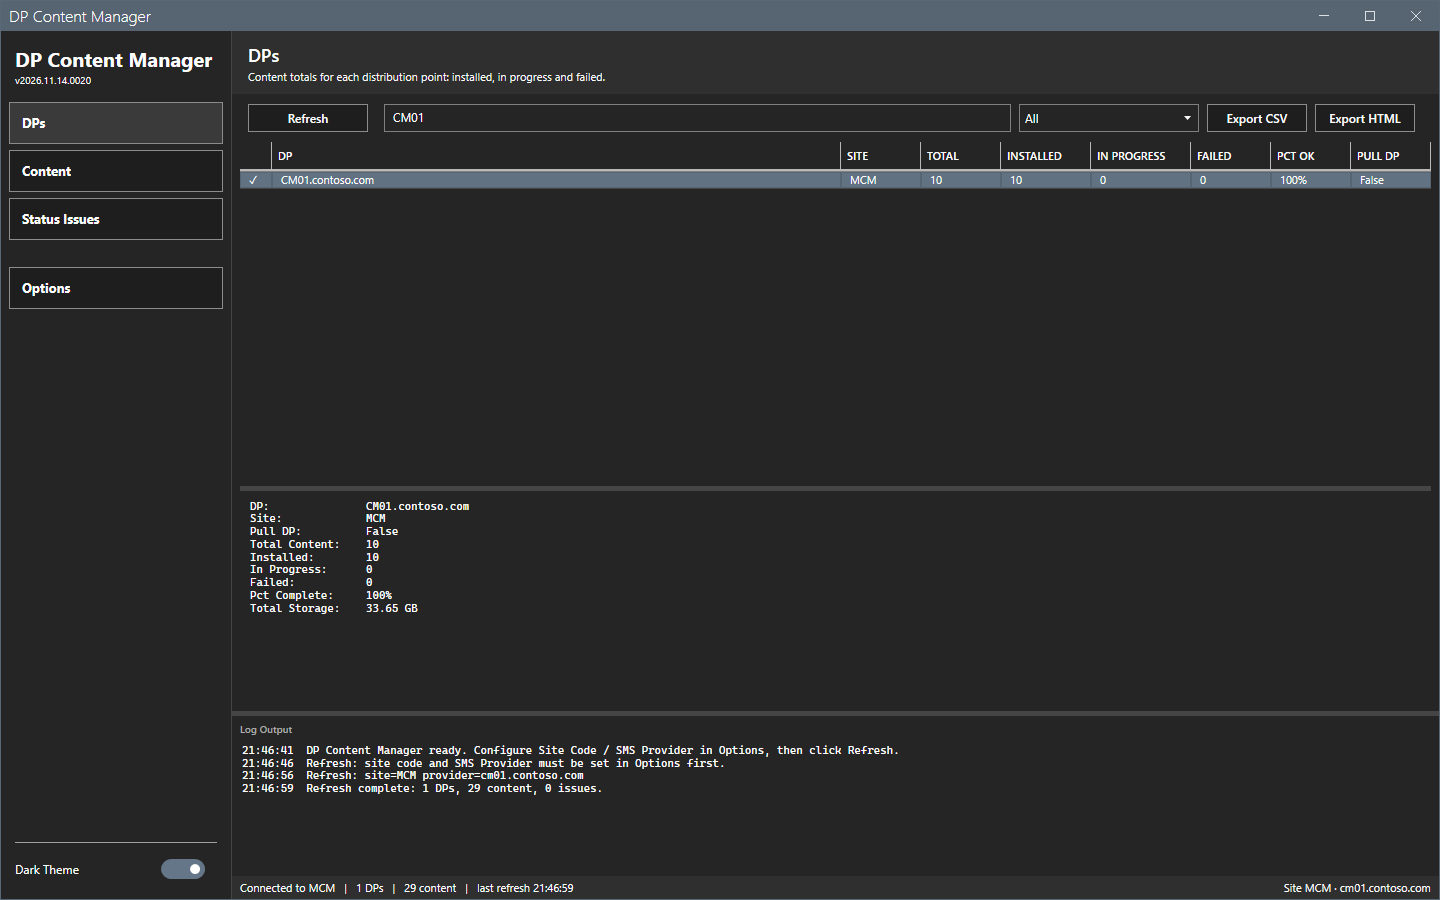 DP Content Manager
DP Content Manager
v2026.11.14.0020
DPs
Content
Status Issues
Options
Dark Theme
DPs
Content totals for each distribution point: installed, in progress and failed.
Refresh CM01 All Export CSV Export HTML
DP SITE TOTAL INSTALLED IN PROGRESS FAILED PCT OK PULL DP
✓ CM01.contoso.com MCM 10 10 0 0 100% False
DP: CM01.contoso.com
Site: MCM
Pull DP: False
Total Content: 10
Installed: 10
In Progress: 0
Failed: 0
Pct Complete: 100%
Total Storage: 33.65 GB
Log Output
21:46:41 DP Content Manager ready. Configure Site Code / SMS Provider in Options, then click Refresh.
21:46:46 Refresh: site code and SMS Provider must be set in Options first.
21:46:56 Refresh: site=MCM provider=cm01.contoso.com
21:46:59 Refresh complete: 1 DPs, 29 content, 0 issues.
Connected to MCM | 1 DPs | 29 content | last refresh 21:46:59 Site MCM · cm01.contoso.com